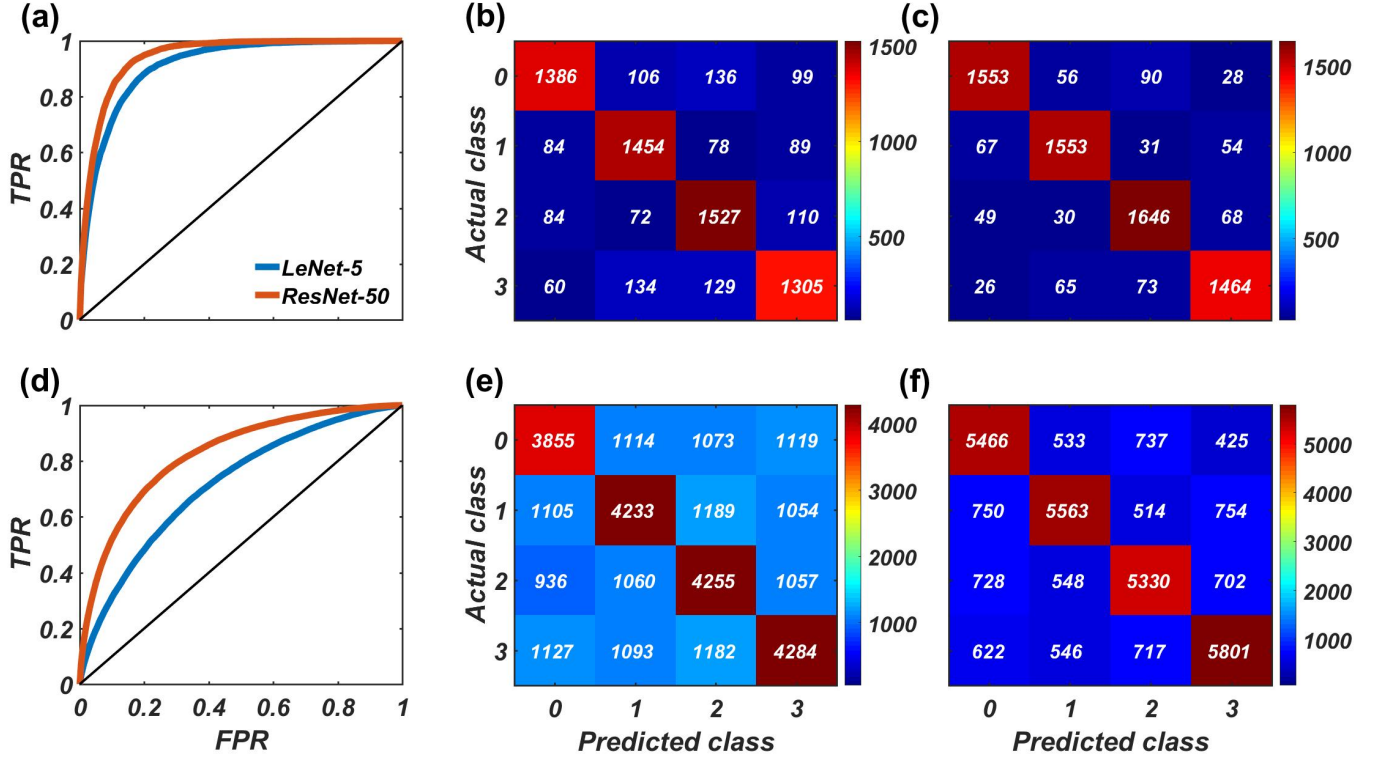 (a)
1
0.8
0.6
0.4
0.2
0
TPR
LeNet-5
ResNet-50
(b)
Actual class
0 1386 106 136 99
1 84 1454 78 89
2 84 72 1527 110
3 60 134 129 1305
1500
1000
500
(c)
1553 56 90 28
67 1553 31 54
49 30 1646 68
26 65 73 1464
1500
1000
500
(d)
1
0.8
0.6
0.4
0.2
0
TPR
0 0.2 0.4 0.6 0.8 1
FPR
(e)
Actual class
0 3855 1114 1073 1119
1 1105 4233 1189 1054
2 936 1060 4255 1057
3 1127 1093 1182 4284
0 1 2 3
Predicted class
4000
3000
2000
1000
(f)
5466 533 737 425
750 5563 514 754
728 548 5330 702
622 546 717 5801
0 1 2 3
Predicted class
5000
4000
3000
2000
1000